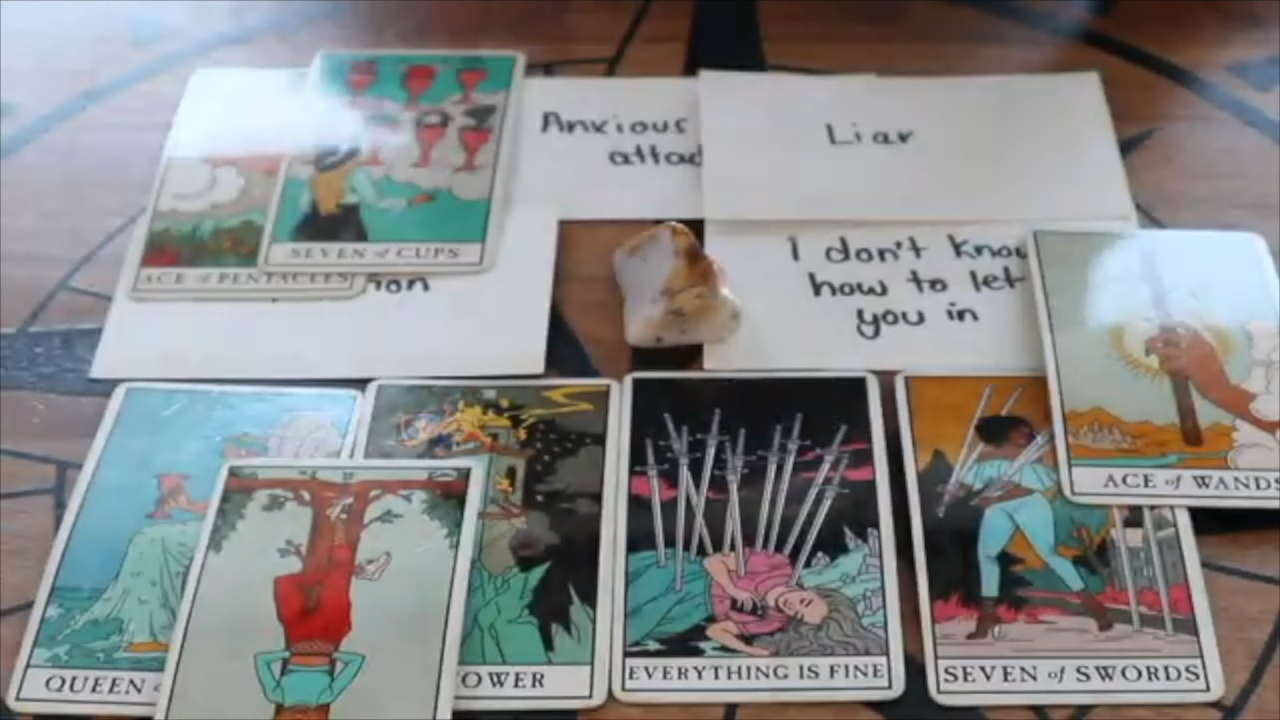 Anxious
attac
Liar
SEVEN of CUPS
ACE of PENTACLES
I don't know
how to let
you in
ACE of WANDS
QUEEN
OWER
EVERYTHING IS FINE
SEVEN of SWORDS